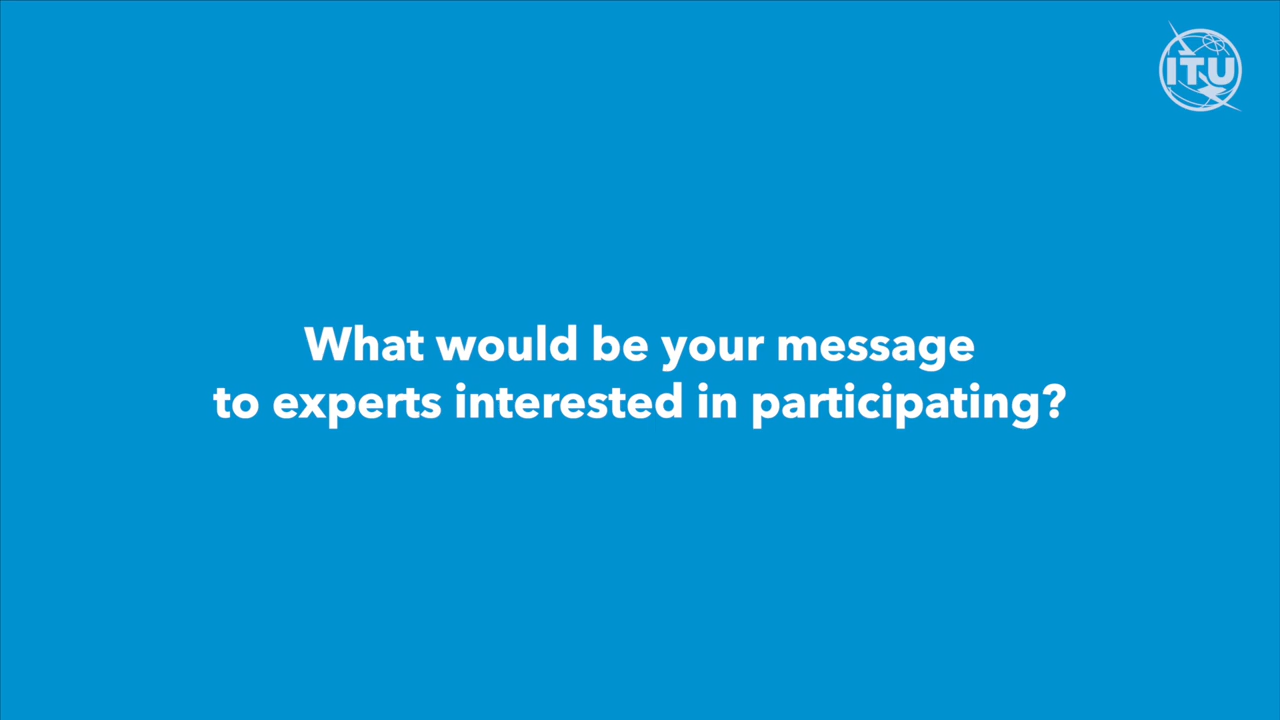 ITU
What would be your message
to experts interested in participating?